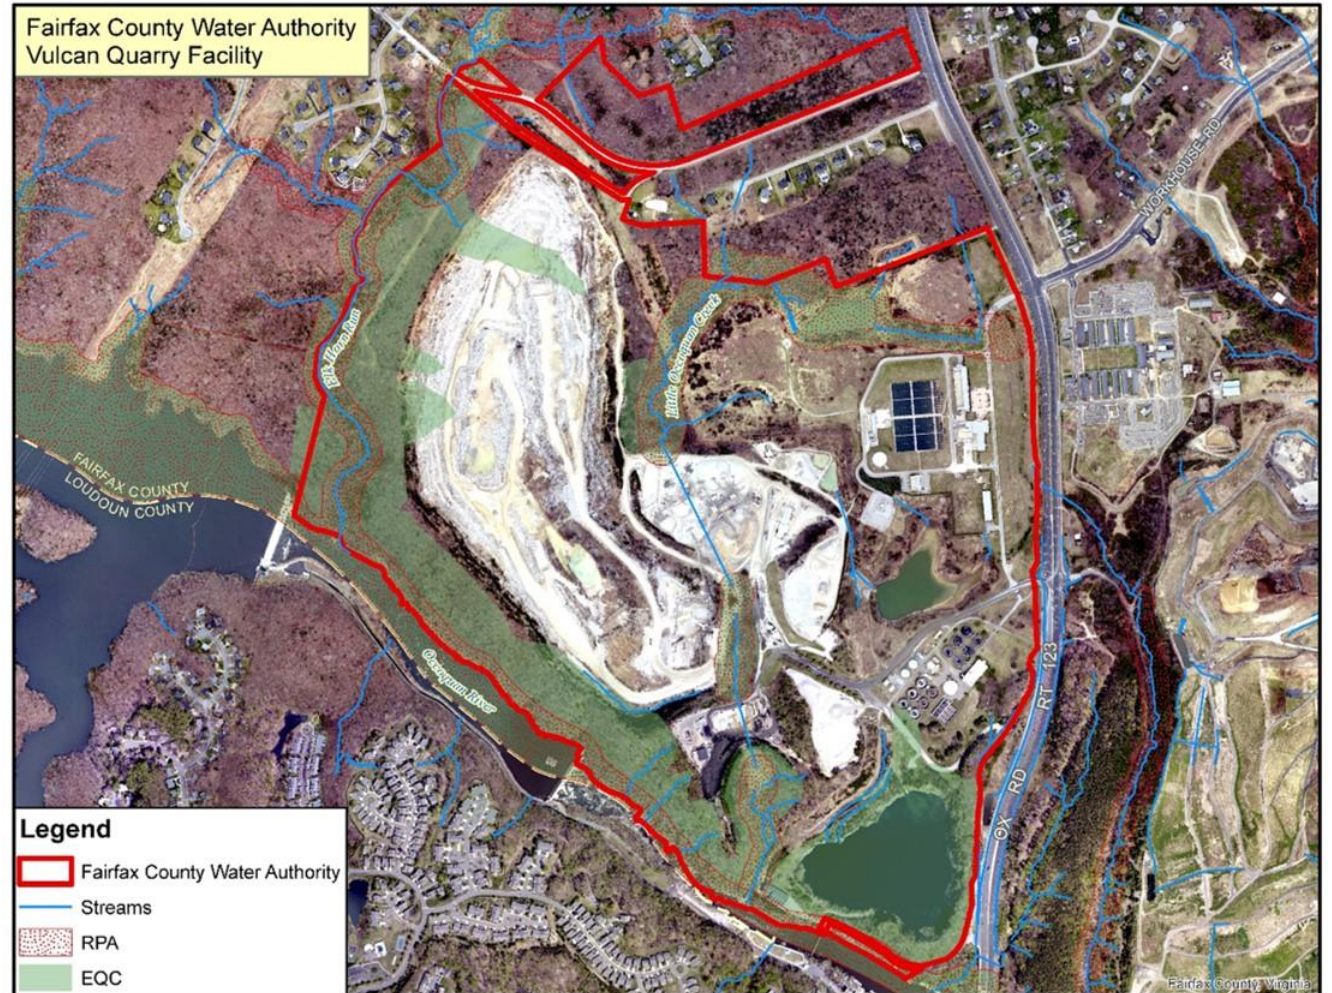 Fairfax County Water Authority
Vulcan Quarry Facility
WORKHOUSE RD
Elk Horn Run
Little Occoquan Creek
FAIRFAX COUNTY
LOUDOUN COUNTY
Occoquan River
RT 123
OX RD
Legend
Fairfax County Water Authority
Streams
RPA
EQC
Fairfax County, Virginia